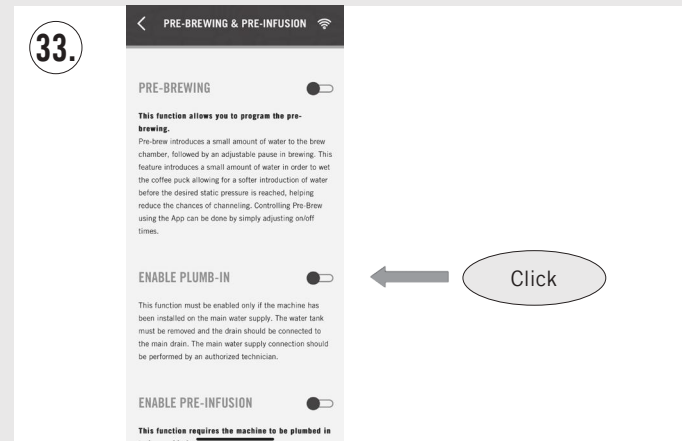 33.
PRE-BREWING & PRE-INFUSION
PRE-BREWING
This function allows you to program the pre-
brewing.
Pre-brew introduces a small amount of water to the brew
chamber, followed by an adjustable pause in brewing. This
feature introduces a small amount of water in order to wet
the coffee puck allowing for a softer introduction of water
before the desired static pressure is reached, helping
reduce the chances of channeling. Controlling Pre-Brew
using the App can be done by simply adjusting on/off
times.
ENABLE PLUMB-IN
Click
This function must be enabled only if the machine has
been installed on the main water supply. The water tank
must be removed and the drain should be connected to
the main drain. The main water supply connection should
be performed by an authorized technician.
ENABLE PRE-INFUSION
This function requires the machine to be plumbed in